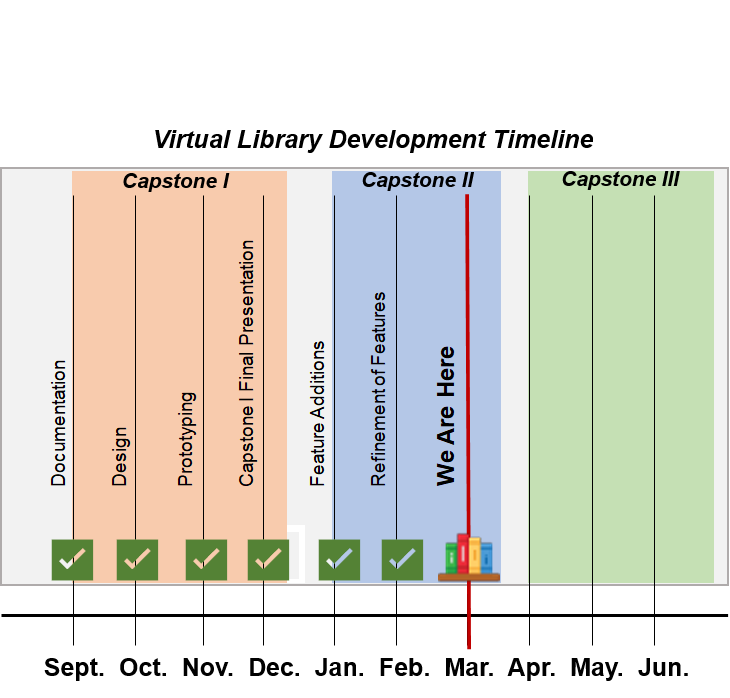 Virtual Library Development Timeline
Capstone I
Capstone II
Capstone III
Documentation
Design
Prototyping
Capstone I Final Presentation
Feature Additions
Refinement of Features
We Are Here
Sept. Oct. Nov. Dec. Jan. Feb. Mar. Apr. May. Jun.